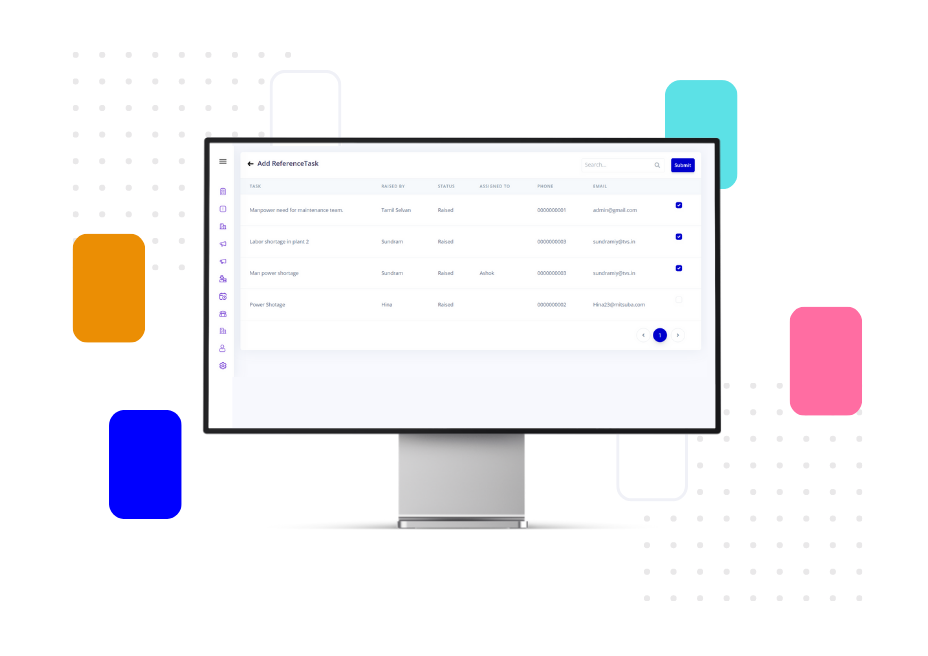 Add ReferenceTask
Search...
Submit
TASK RAISED BY STATUS ASSIGNED TO PHONE EMAIL
Manpower need for maintenance team. Tamil Selvan Raised 0000000001 admin@gmail.com
Labor shortage in plant 2 Sundram Raised 0000000003 sundramiy@tvs.in
Man power shortage Sundram Raised Ashok 0000000003 sundramiy@tvs.in
Power Shotage Hina Raised 0000000002 Hina23@mitsuba.com
1